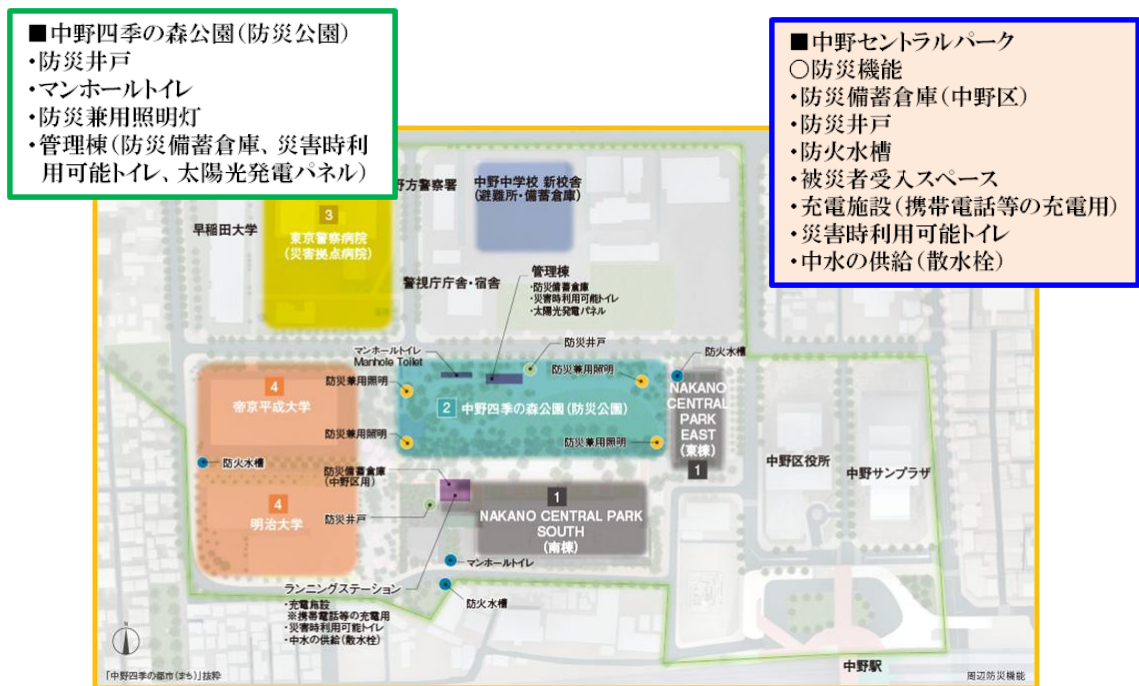 ■中野四季の森公園(防災公園)
・防災井戸
・マンホールトイレ
・防災兼用照明灯
・管理棟(防災備蓄倉庫、災害時利
用可能トイレ、太陽光発電パネル)
■中野セントラルパーク
○防災機能
・防災備蓄倉庫(中野区)
・防災井戸
・防火水槽
・被災者受入スペース
・充電施設(携帯電話等の充電用)
・災害時利用可能トイレ
・中水の供給(散水栓)
野方警察署
中野中学校 新校舎
(避難所・備蓄倉庫)
早稲田大学
3
東京警察病院
(災害拠点病院)
警視庁庁舎・宿舎
管理棟
・防災備蓄倉庫
・災害時利用可能トイレ
・太陽光発電パネル
マンホールトイレ
Manhole Toilet
防災井戸
防火水槽
防災兼用照明
防災兼用照明
4
帝京平成大学
2 中野四季の森公園(防災公園)
NAKANO
CENTRAL
PARK
EAST
(東棟)
1
防災兼用照明
防災兼用照明
防火水槽
中野区役所
中野サンプラザ
防災備蓄倉庫
(中野区用)
4
明治大学
防災井戸
1
NAKANO CENTRAL PARK
SOUTH
(南棟)
マンホールトイレ
ランニングステーション
・充電施設
※携帯電話等の充電用
・災害時利用可能トイレ
・中水の供給(散水栓)
防火水槽
N
中野駅
「中野四季の都市(まち)」抜粋
周辺防災機能